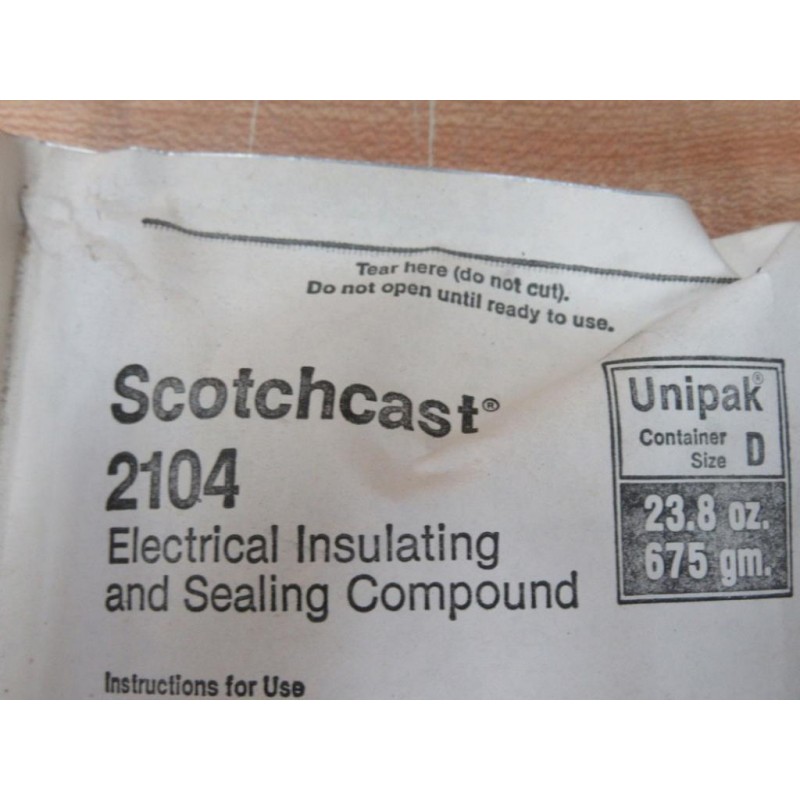 Tear here (do not cut).
Do not open until ready to use.
Scotchcast®
2104
Electrical Insulating
and Sealing Compound
Instructions for Use
Unipak®
Container
Size D
23.8 oz.
675 gm.